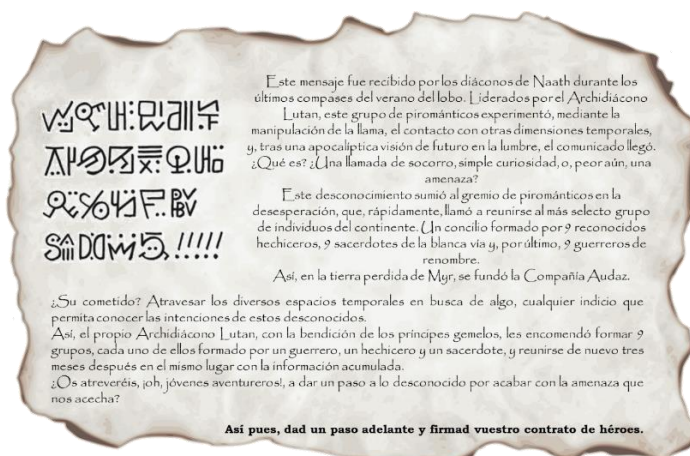 Este mensaje fue recibido por los diáconos de Naath durante los
últimos compases del verano del lobo. Liderados por el Archidiácono
Lutan, este grupo de pirománticos experimentó, mediante la
manipulación de la llama, el contacto con otras dimensiones temporales,
y, tras una apocalíptica visión de futuro en la lumbre, el comunicado llegó.
¿Qué es? ¿Una llamada de socorro, simple curiosidad, o, peor aún, una
amenaza?
Este desconocimiento sumió al gremio de pirománticos en la
desesperación, que, rápidamente, llamó a reunirse al más selecto grupo
de individuos del continente. Un concilio formado por 9 reconocidos
hechiceros, 9 sacerdotes de la blanca vía y, por último, 9 guerreros de
renombre.
Así, en la tierra perdida de Myr, se fundó la Compañía Audaz.
¿Su cometido? Atravesar los diversos espacios temporales en busca de algo, cualquier indicio que
permita conocer las intenciones de estos desconocidos.
Así, el propio Archidiácono Lutan, con la bendición de los príncipes gemelos, les encomendó formar 9
grupos, cada uno de ellos formado por un guerrero, un hechicero y un sacerdote, y reunirse de nuevo tres
meses después en el mismo lugar con la información acumulada.
¿Os atreveréis, ¡oh, jóvenes aventureros!, a dar un paso a lo desconocido por acabar con la amenaza que
nos acecha?
Así pues, dad un paso adelante y firmad vuestro contrato de héroes.